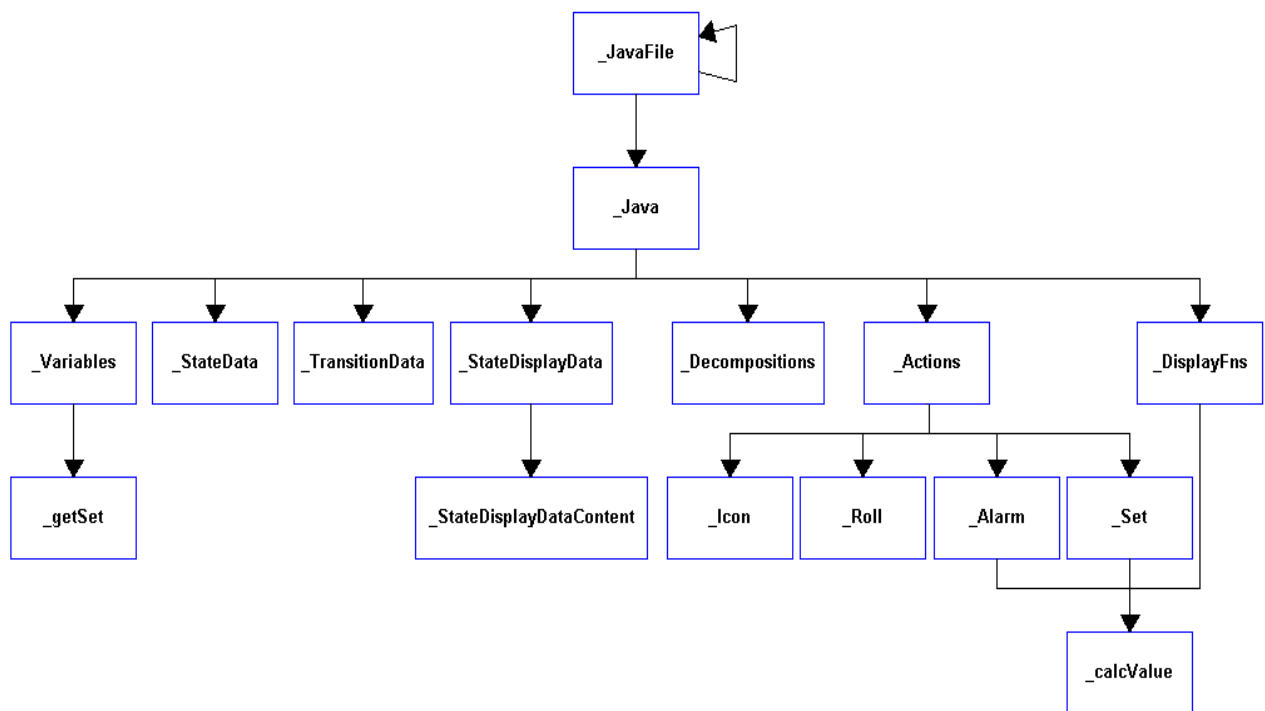 _JavaFile
_Java
_Variables
_StateData
_TransitionData
_StateDisplayData
_Decompositions
_Actions
_DisplayFns
_getSet
_StateDisplayDataContent
_Icon
_Roll
_Alarm
_Set
_calcValue